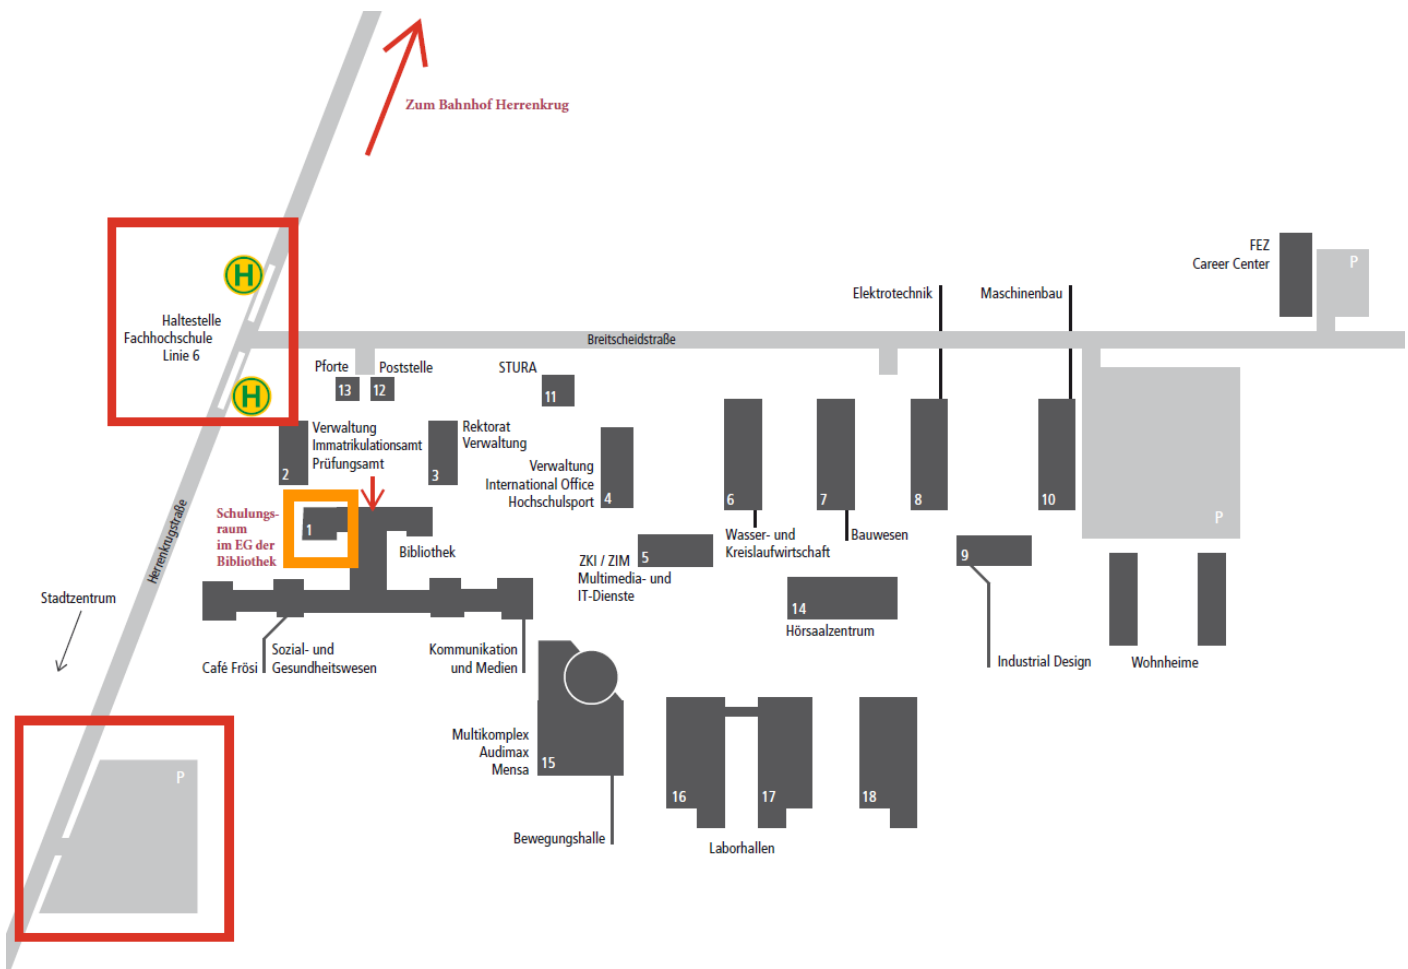 Zum Bahnhof Herrenkrug
FEZ
Career Center
P
H
Elektrotechnik
Maschinenbau
Haltestelle
Fachhochschule
Linie 6
Breitscheidstraße
H
Pforte
13
Poststelle
12
STURA
11
Verwaltung
Immatrikulationsamt
Prüfungsamt
2
Rektorat
Verwaltung
3
Verwaltung
International Office
Hochschulsport
4
6
7
8
10
P
Herrenkrugstraße
Schulungs-
raum
im EG der
Bibliothek
1
Bibliothek
Wasser- und
Kreislaufwirtschaft
Bauwesen
ZKI / ZIM
Multimedia- und
IT-Dienste
5
9
14
Hörsaalzentrum
Stadtzentrum
Café Frösi
Sozial- und
Gesundheitswesen
Kommunikation
und Medien
Industrial Design
Wohnheime
Multikomplex
Audimax
Mensa
15
P
16
17
18
Bewegungshalle
Laborhallen